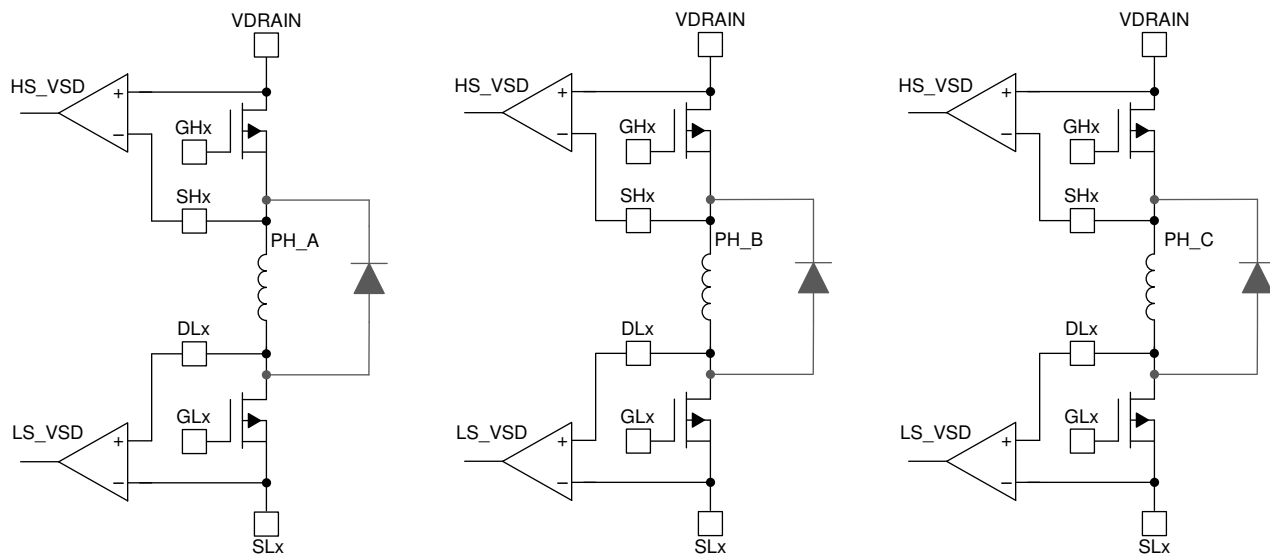 VDRAIN
HS_VSD
+
−
GHx
SHx
PH_A
DLx
GLx
LS_VSD
+
−
SLx
VDRAIN
HS_VSD
+
−
GHx
SHx
PH_B
DLx
GLx
LS_VSD
+
−
SLx
VDRAIN
HS_VSD
+
−
GHx
SHx
PH_C
DLx
GLx
LS_VSD
+
−
SLx